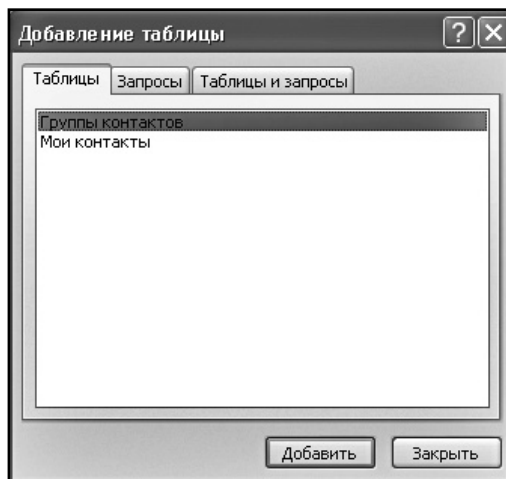 Добавление таблицы
Таблицы Запросы Таблицы и запросы
Группы контактов
Мои контакты
Добавить Закрыть